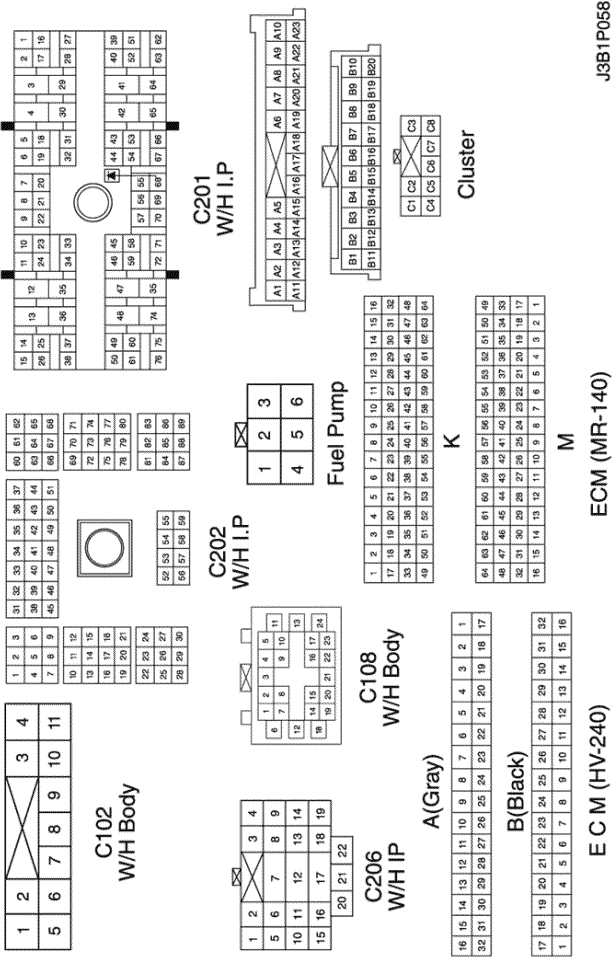 1 2 3 4
5 6 7 8 9 10 11
C102
W/H Body
1 2 3
4 5 6
7 8 9
10 11 12
13 14 15
16 17 18
19 20 21
22 23 24
25 26 27
28 29 30
31 32 33 34 35 36 37
38 39 40 41 42 43 44
45 46 47 48 49 50 51
52 53 54 55
56 57 58 59
60 61 62
63 64 65
66 67 68
69 70 71
72 73 74
75 76 77
78 79 80
81 82 83
84 85 86
87 88 89
C202
W/H I.P
15 14 13 12 11 10 9 8 7 6 5 4 3 2 1
26 25 24 23 22 21 20 19 18 17 16
38 37 36 35 34 33 32 31 30 29 28 27
50 49 48 47 46 45 44 43 42 41 40 39
61 60 59 58 57 56 55 54 53 52 51
76 75 74 35 72 71 70 69 68 67 66 65 64 63 62
C201
W/H I.P
1 2 3 4
5 6 7 8 9
10 11 12 13 14
15 16 17 18 19
20 21 22
C206
W/H IP
1 2 3 4 5
6 7 8 9 10 11
12 13
14 15 16 17
18 19 20 21 22 23 24
C108
W/H Body
1 2 3
4 5 6
Fuel Pump
A1 A2 A3 A4 A5 A6 A7 A8 A9 A10
A11 A12 A13 A14 A15 A16 A17 A18 A19 A20 A21 A22 A23
B1 B2 B3 B4 B5 B6 B7 B8 B9 B10
B11 B12 B13 B14 B15 B16 B17 B18 B19 B20
C1 C2 C3
C4 C5 C6 C7 C8
Cluster
A(Gray)
16 15 14 13 12 11 10 9 8 7 6 5 4 3 2 1
32 31 30 29 28 27 26 25 24 23 22 21 20 19 18 17
B(Black)
17 18 19 20 21 22 23 24 25 26 27 28 29 30 31 32
1 2 3 4 5 6 7 8 9 10 11 12 13 14 15 16
E C M (HV-240)
1 2 3 4 5 6 7 8 9 10 11 12 13 14 15 16
17 18 19 20 21 22 23 24 25 26 27 28 29 30 31 32
33 34 35 36 37 38 39 40 41 42 43 44 45 46 47 48
49 50 51 52 53 54 55 56 57 58 59 60 61 62 63 64
K
64 63 62 61 60 59 58 57 56 55 54 53 52 51 50 49
48 47 46 45 44 43 42 41 40 39 38 37 36 35 34 33
32 31 30 29 28 27 26 25 24 23 22 21 20 19 18 17
16 15 14 13 12 11 10 9 8 7 6 5 4 3 2 1
M
ECM (MR-140)
J3B1P058